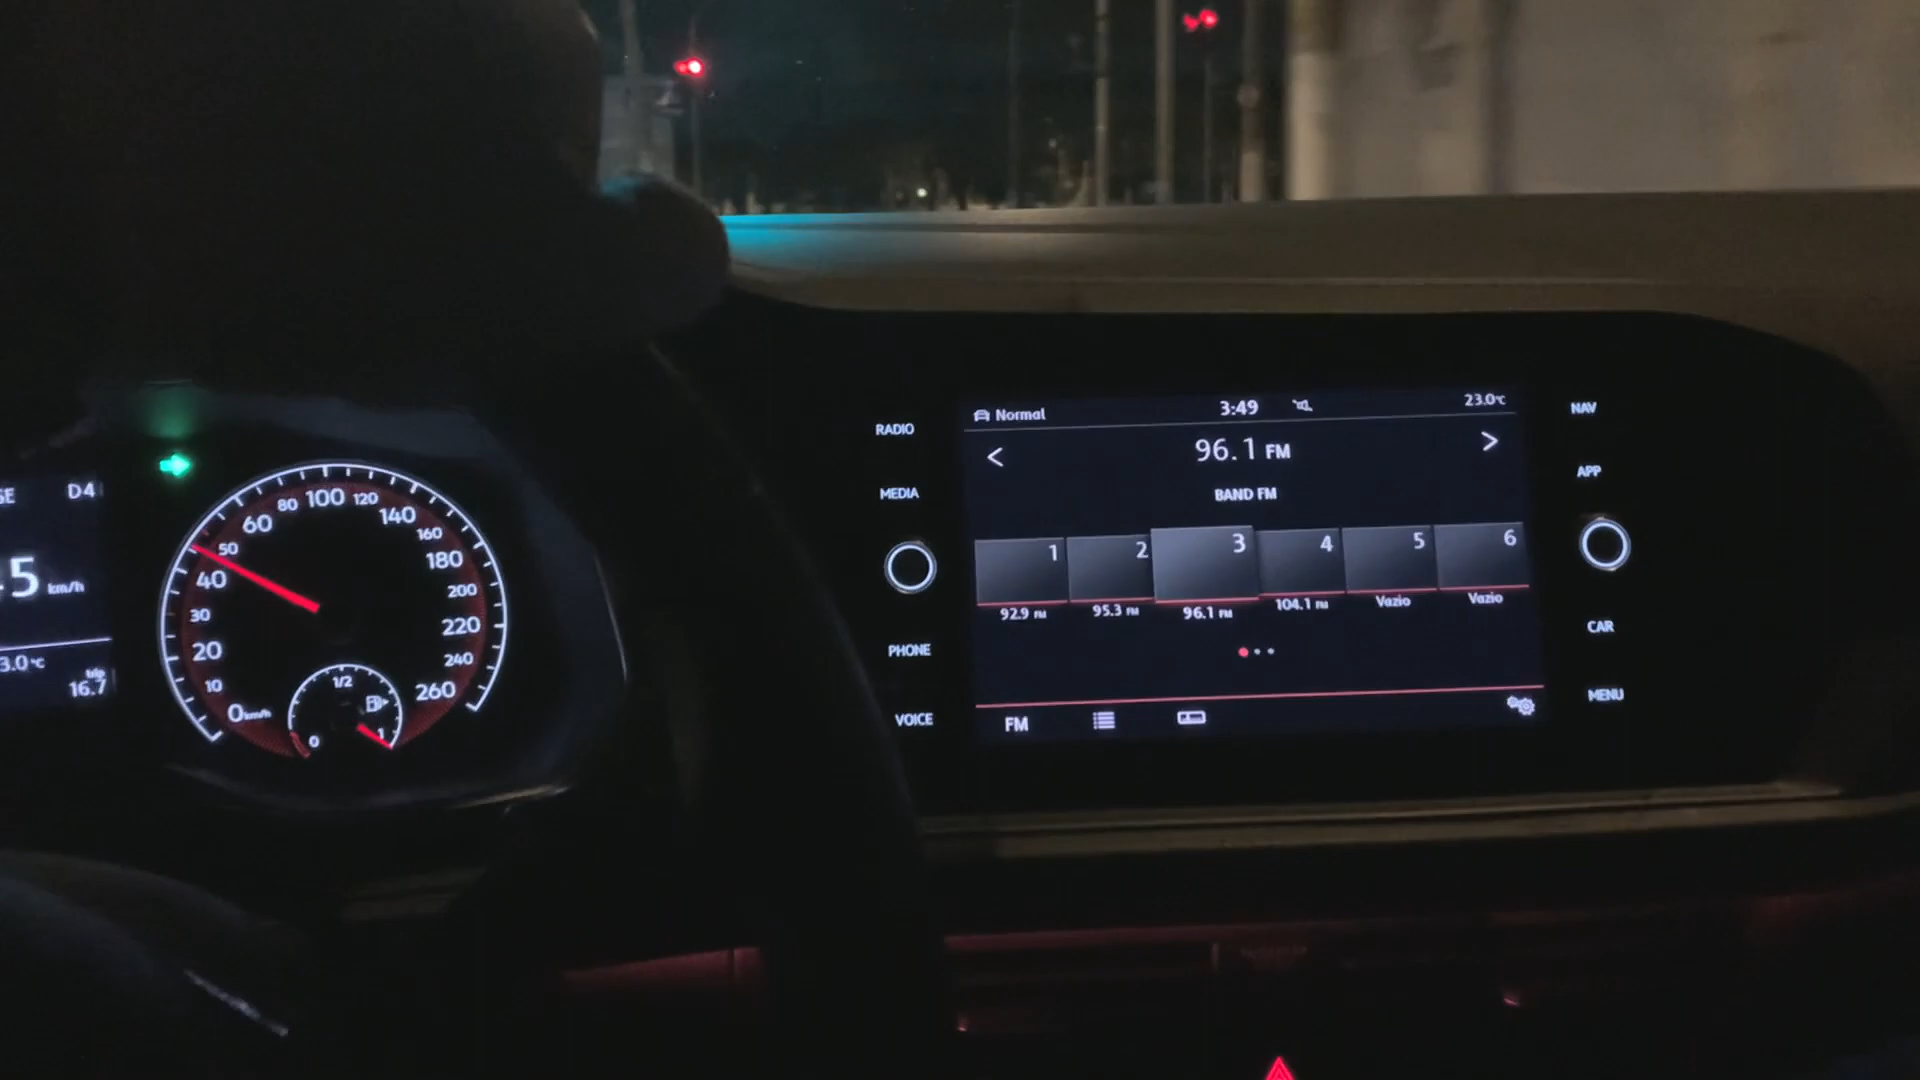 D4
5 km/h
3.0°C
trip
16.7
0 km/h
10
20
30
40
50
60
80
100
120
140
160
180
200
220
240
260
0
1/2
1
RADIO
MEDIA
PHONE
VOICE
Normal
3:49
23.0°C
< 96.1 FM >
BAND FM
1 2 3 4 5 6
92.9 FM 95.3 FM 96.1 FM 104.1 FM Vazio Vazio
FM
NAV
APP
CAR
MENU